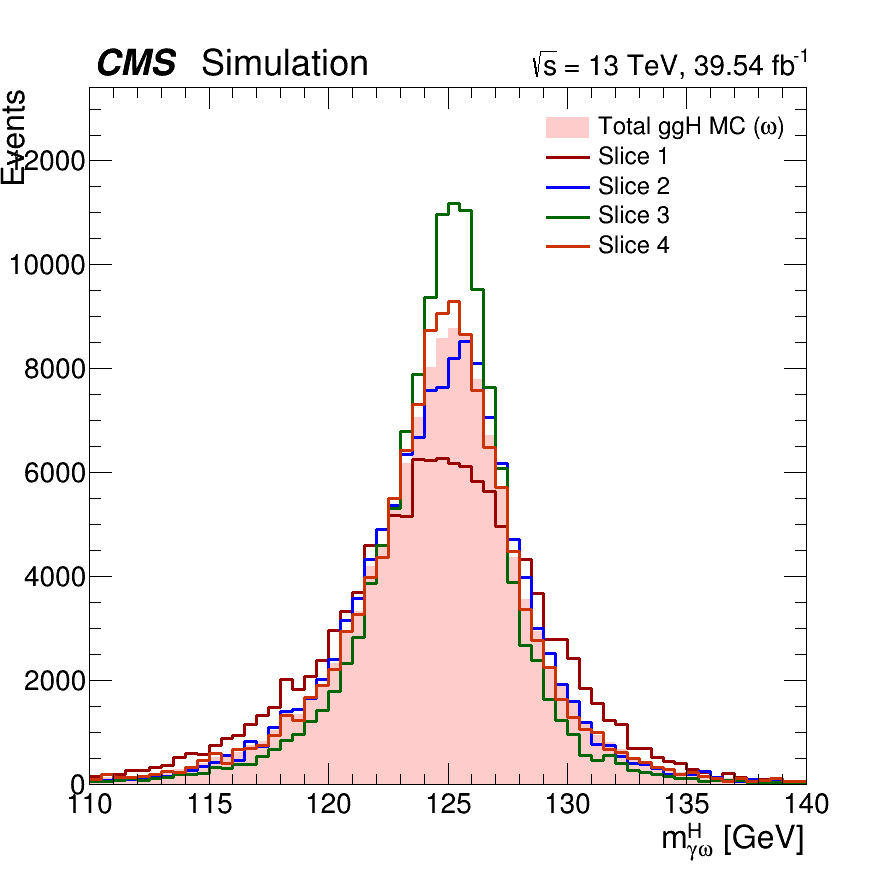 CMS Simulation √s = 13 TeV, 39.54 fb⁻¹
Events
Total ggH MC (ω)
Slice 1
Slice 2
Slice 3
Slice 4
2000
10000
8000
6000
4000
2000
0
110 115 120 125 130 135 140
m^H_γω [GeV]